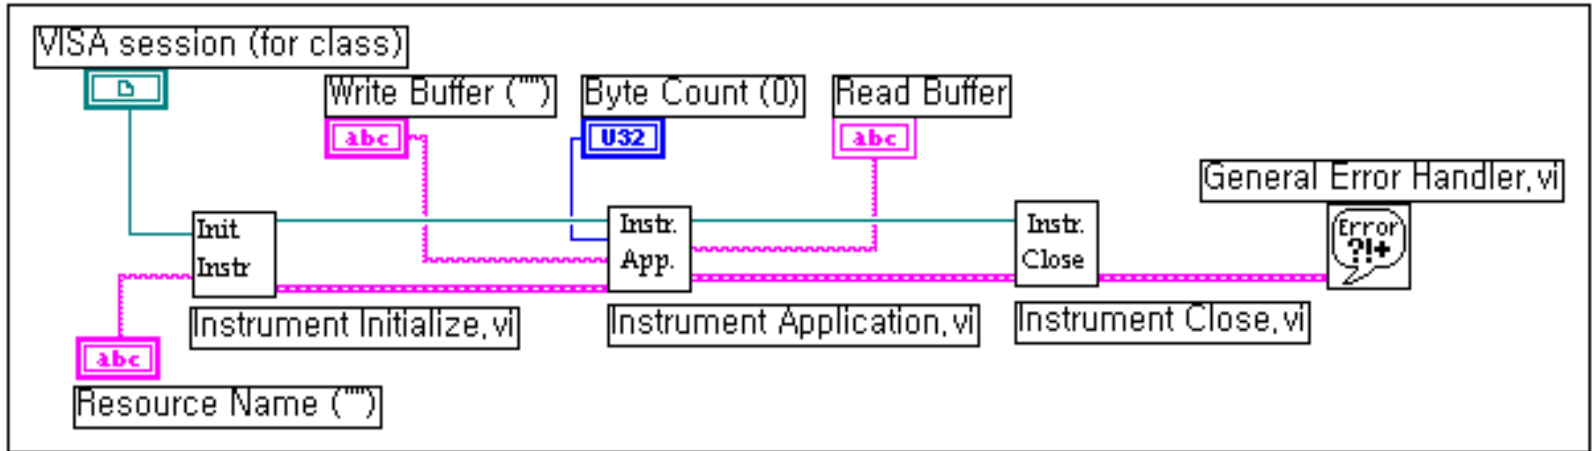 VISA session (for class)
Write Buffer ("")
abc
Byte Count (0)
U32
Read Buffer
abc
General Error Handler.vi
Error
?!+
Init
Instr
Instr.
App.
Instr.
Close
Instrument Initialize.vi
Instrument Application.vi
Instrument Close.vi
abc
Resource Name ("")